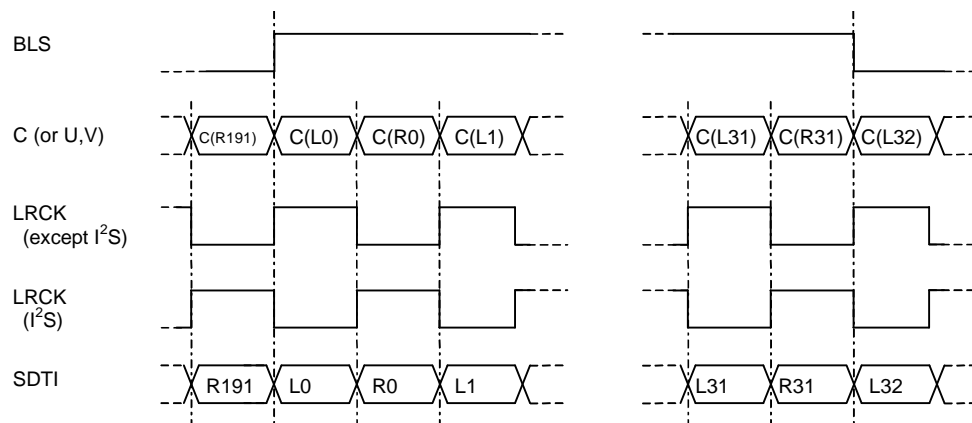 BLS
C (or U,V)
C(R191) C(L0) C(R0) C(L1) C(L31) C(R31) C(L32)
LRCK
(except I²S)
LRCK
(I²S)
SDTI
R191 L0 R0 L1 L31 R31 L32